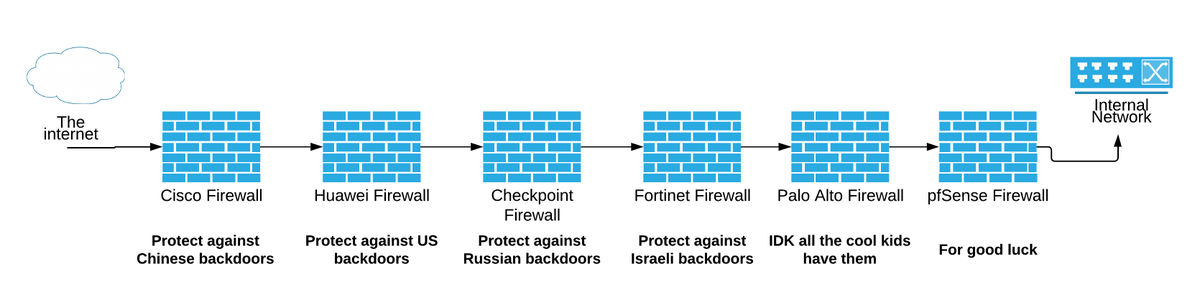 The
internet
Internal
Network
Cisco Firewall
Huawei Firewall
Checkpoint
Firewall
Fortinet Firewall
Palo Alto Firewall
pfSense Firewall
Protect against
Chinese backdoors
Protect against US
backdoors
Protect against
Russian backdoors
Protect against
Israeli backdoors
IDK all the cool kids
have them
For good luck